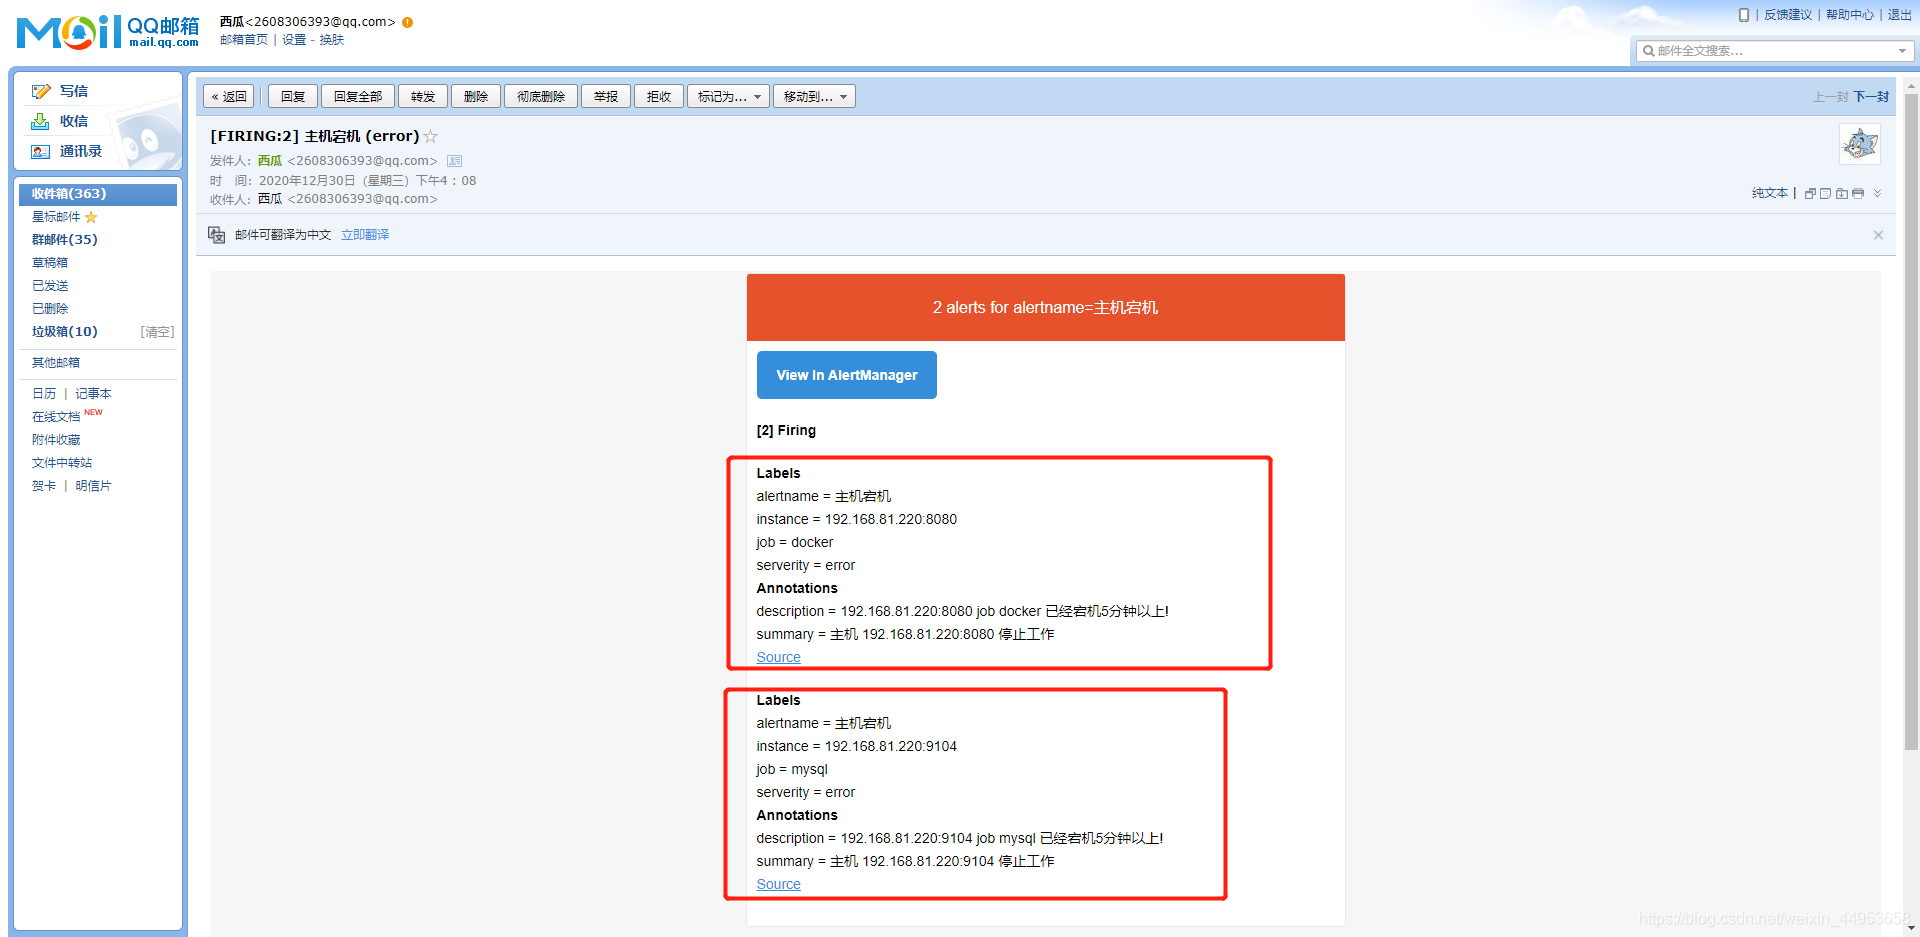 Mail QQ邮箱
mail.qq.com
西瓜<2608306393@qq.com>
邮箱首页 | 设置 - 换肤
| 反馈建议 | 帮助中心 | 退出
邮件全文搜索...
写信
收信
通讯录
收件箱(363)
星标邮件
群邮件(35)
草稿箱
已发送
已删除
垃圾箱(10) [清空]
其他邮箱
日历 | 记事本
在线文档 NEW
附件收藏
文件中转站
贺卡 | 明信片
« 返回 回复 回复全部 转发 删除 彻底删除 举报 拒收 标记为... 移动到... 上一封 下一封
[FIRING:2] 主机宕机 (error)
发件人: 西瓜 <2608306393@qq.com>
时 间: 2020年12月30日 (星期三) 下午4:08
收件人: 西瓜 <2608306393@qq.com>
纯文本 |
邮件可翻译为中文 立即翻译
2 alerts for alertname=主机宕机
View in AlertManager
[2] Firing
Labels
alertname = 主机宕机
instance = 192.168.81.220:8080
job = docker
serverity = error
Annotations
description = 192.168.81.220:8080 job docker 已经宕机5分钟以上!
summary = 主机 192.168.81.220:8080 停止工作
Source
Labels
alertname = 主机宕机
instance = 192.168.81.220:9104
job = mysql
serverity = error
Annotations
description = 192.168.81.220:9104 job mysql 已经宕机5分钟以上!
summary = 主机 192.168.81.220:9104 停止工作
Source
https://blog.csdn.net/weixin_44953658